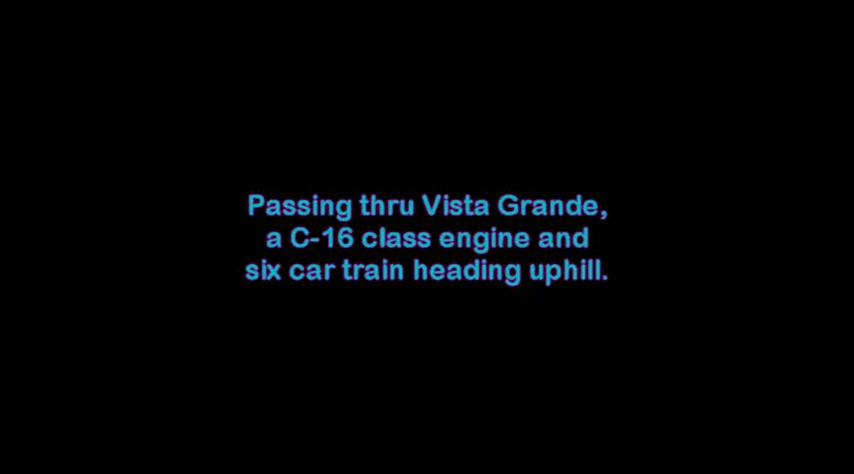 Passing thru Vista Grande,
a C-16 class engine and
six car train heading uphill.